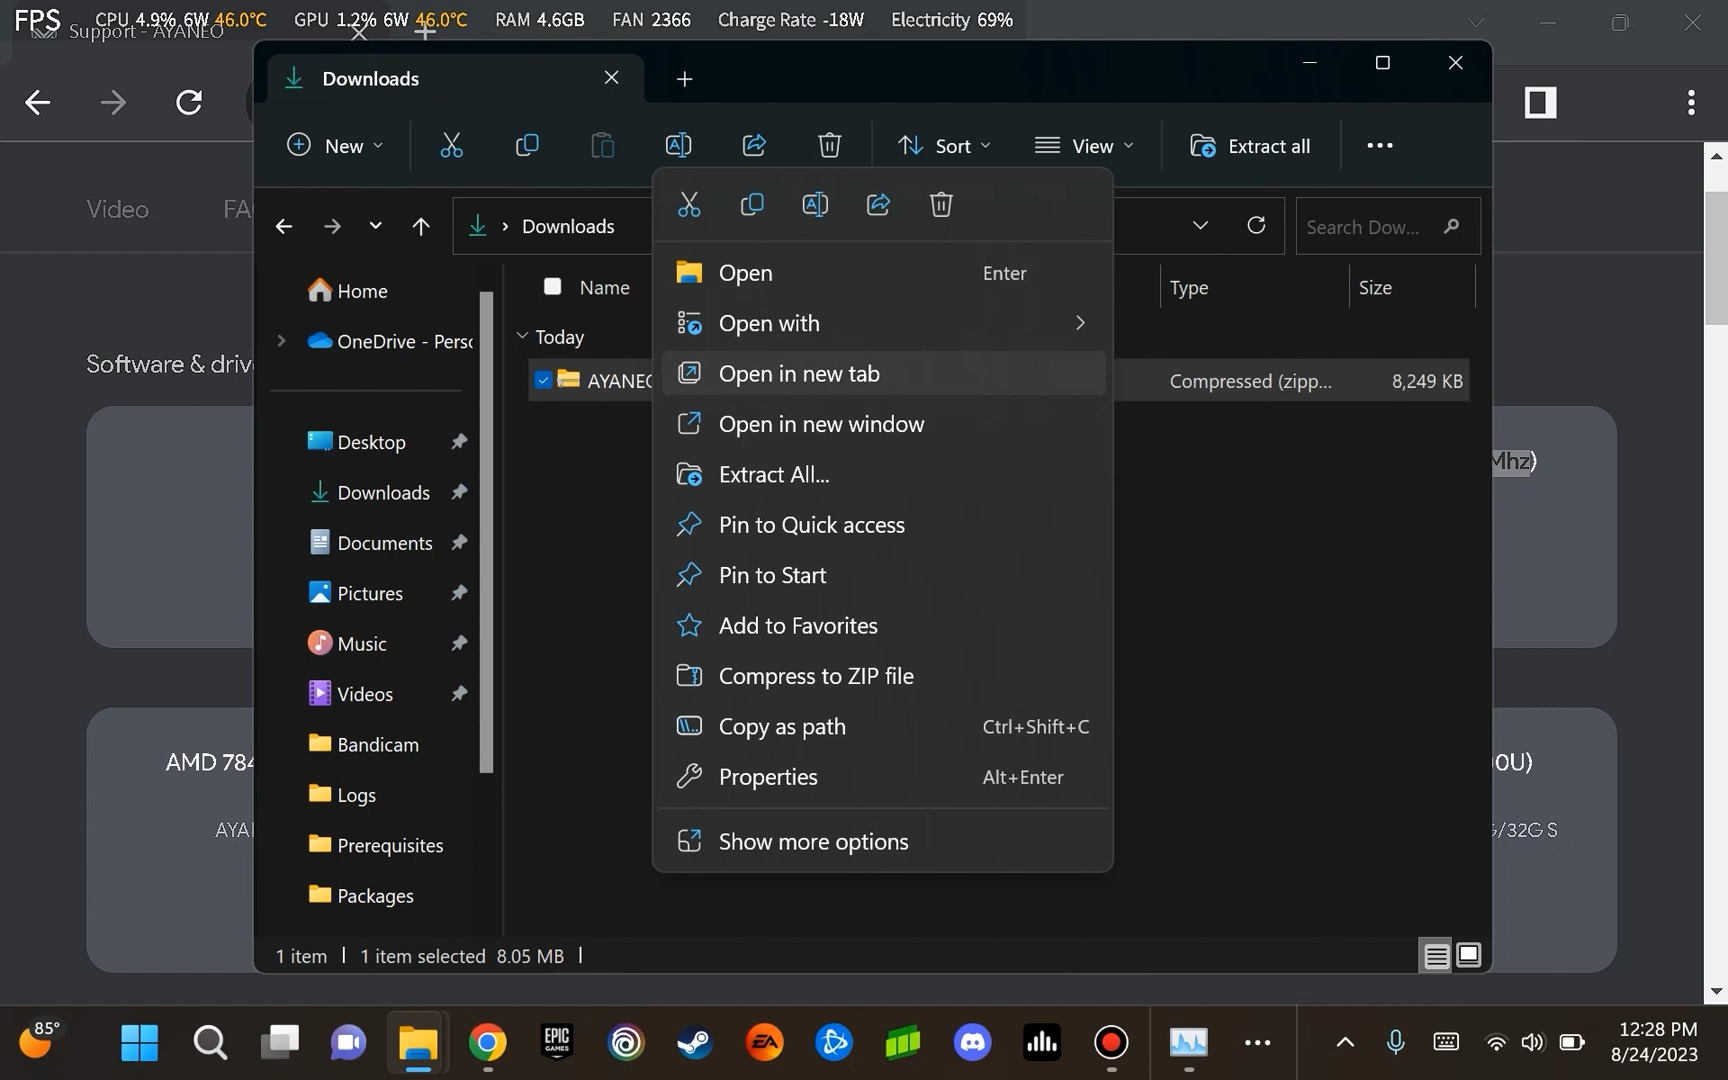 FPS CPU 4.9% 6W 46.0°C GPU 1.2% 6W 46.0°C RAM 4.6GB FAN 2366 Charge Rate -18W Electricity 69%
Support - AYANEO
Downloads
New
Sort
View
Extract all
Video
Downloads
Search Dow...
Home
OneDrive - Pers
Name
Type
Size
Today
AYANEO
Compressed (zipp...
8,249 KB
Open Enter
Open with
Open in new tab
Open in new window
Extract All...
Pin to Quick access
Pin to Start
Add to Favorites
Compress to ZIP file
Copy as path Ctrl+Shift+C
Properties Alt+Enter
Show more options
Software & driv
Mhz)
Desktop
Downloads
Documents
Pictures
Music
Videos
Bandicam
Logs
Prerequisites
Packages
AMD 784
0U)
AYA
/32G S
1 item
1 item selected 8.05 MB
85°
EPIC
GAMES
EA
12:28 PM
8/24/2023